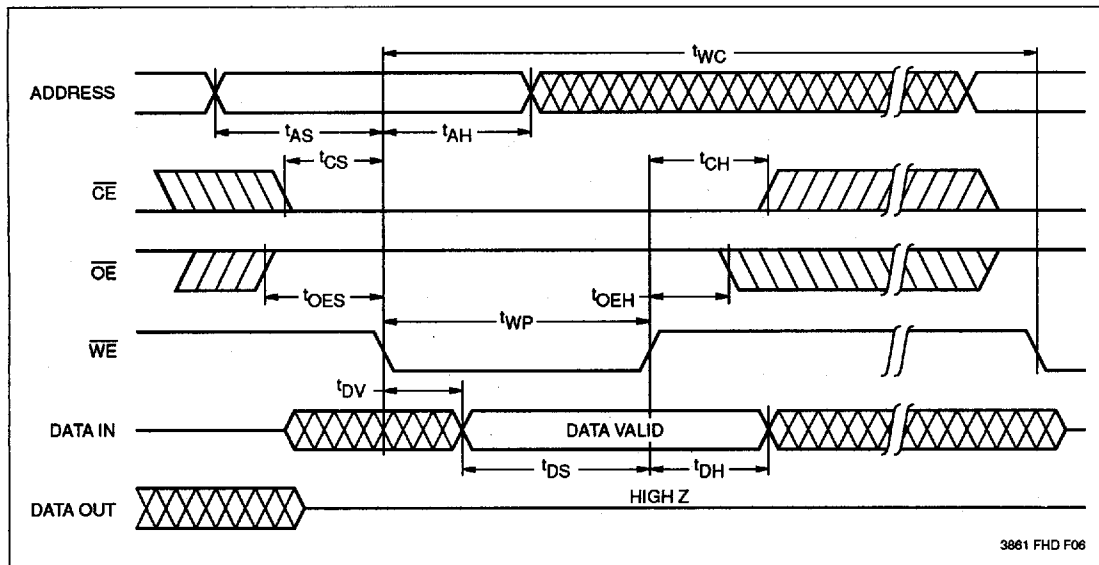 tWC
ADDRESS
tAS
tAH
tCS
tCH
CE
OE
tOES
tOEH
tWP
WE
tDV
DATA IN
DATA VALID
tDS
tDH
HIGH Z
DATA OUT
3861 FHD F06